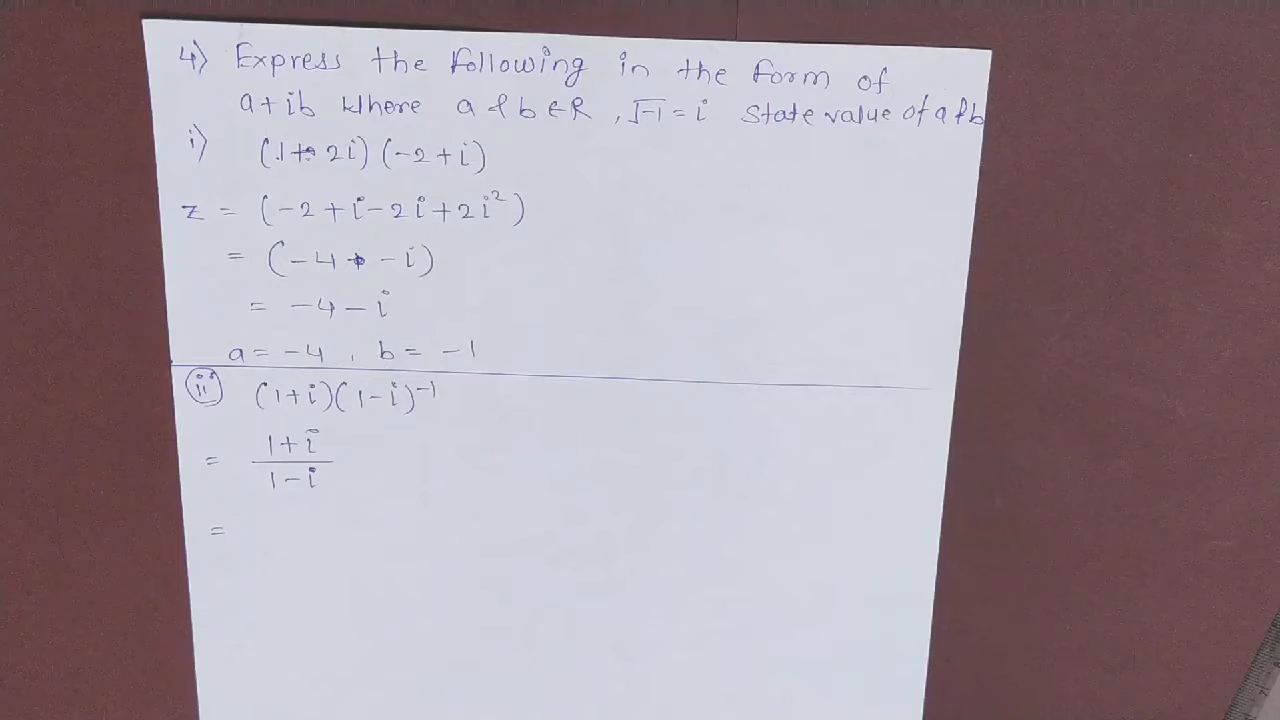 4) Express the following in the form of
a+ib Where a & b ∈ R , √-1 = i State value of a & b
i) (1+2i)(-2+i)
z = (-2+i-2i+2i²)
= (-4 -i)
= -4-i
a = -4 , b = -1
ii (1+i)(1-i)⁻¹
= 1+i
1-i
=